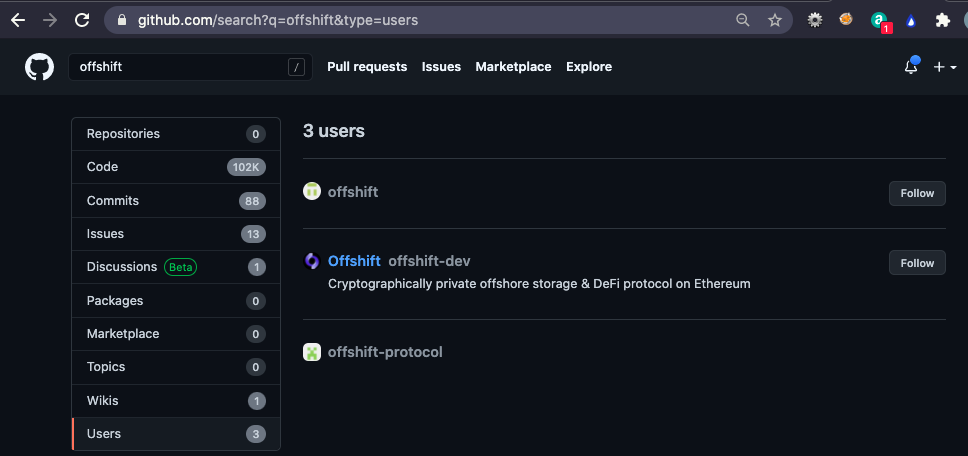 github.com/search?q=offshift&type=users
1
offshift /
Pull requests Issues Marketplace Explore
Repositories 0
Code 102K
Commits 88
Issues 13
Discussions Beta 1
Packages 0
Marketplace 0
Topics 0
Wikis 1
Users 3
3 users
offshift
Follow
Offshift offshift-dev
Follow
Cryptographically private offshore storage & DeFi protocol on Ethereum
offshift-protocol